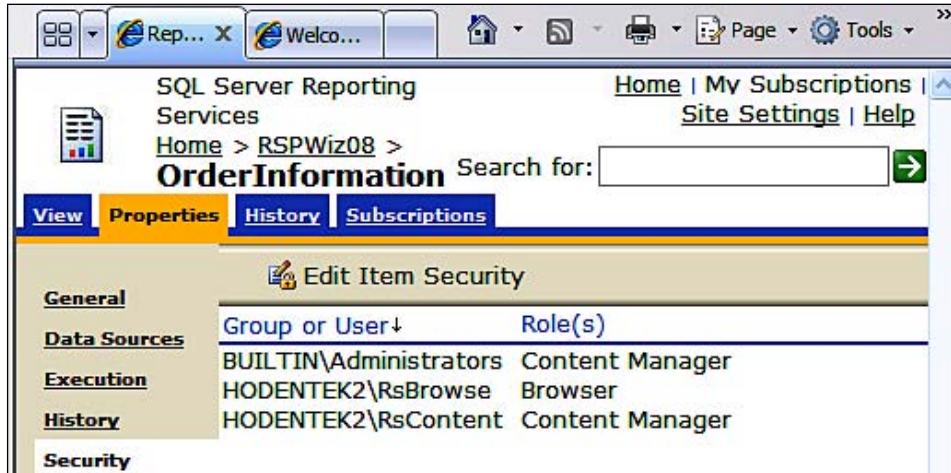 Rep... X
Welco...
Page
Tools
»
SQL Server Reporting
Services
Home > RSPWiz08 >
OrderInformation
Home | My Subscriptions |
Site Settings | Help
Search for:
View
Properties
History
Subscriptions
Edit Item Security
General
Data Sources
Execution
History
Security
Group or User↓ Role(s)
BUILTIN\Administrators Content Manager
HODENTEK2\RsBrowse Browser
HODENTEK2\RsContent Content Manager